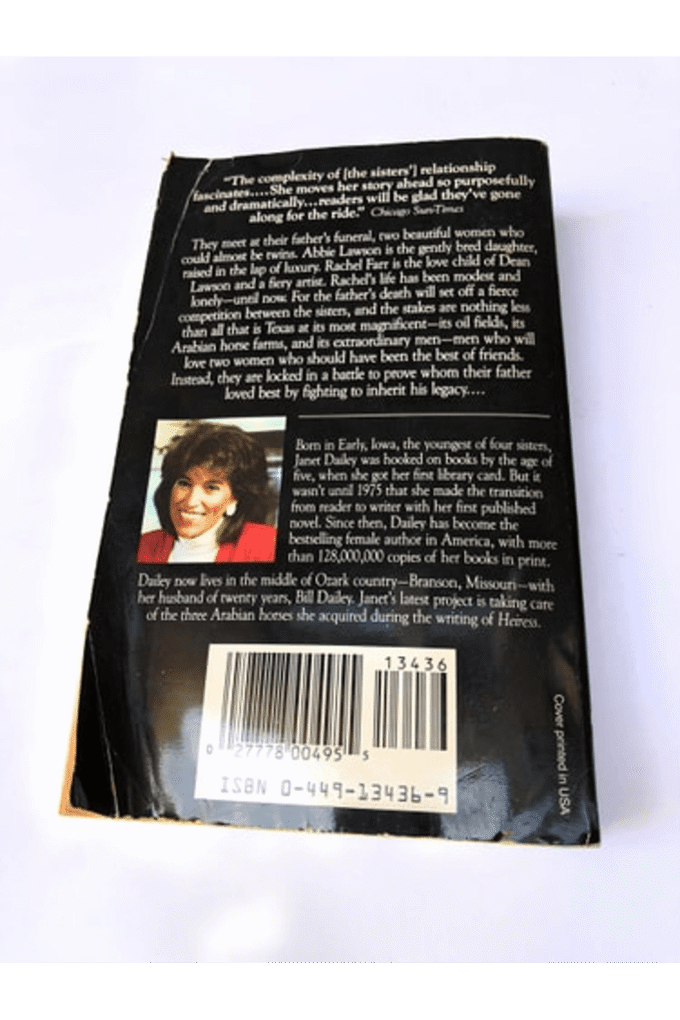 "The complexity of [the sisters'] relationship
fascinates....She moves her story ahead so purposefully
and dramatically...readers will be glad they've gone
along for the ride." Chicago Sun-Times
They meet at their father's funeral, two beautiful women who
could almost be twins. Abbie Lawson is the gently bred daughter,
raised in the lap of luxury. Rachel Farr is the love child of Dean
Lawson and a fiery artist. Rachel's life has been modest and
lonely—until now. For the father's death will set off a fierce
competition between the sisters, and the stakes are nothing less
than all that is Texas at its most magnificent—its oil fields, its
Arabian horse farms, and its extraordinary men—men who will
love two women who should have been the best of friends.
Instead, they are locked in a battle to prove whom their father
loved best by fighting to inherit his legacy....
Born in Early, Iowa, the youngest of four sisters,
Janet Dailey was hooked on books by the age of
five, when she got her first library card. But it
wasn't until 1975 that she made the transition
from reader to writer with her first published
novel. Since then, Dailey has become the
bestselling female author in America, with more
than 128,000,000 copies of her books in print.
Dailey now lives in the middle of Ozark country—Branson, Missouri—with
her husband of twenty years, Bill Dailey. Janet's latest project is taking care
of the three Arabian horses she acquired during the writing of Heiress.
13436
0 27778 00495 5
ISBN 0-449-13436-9
Cover printed in USA